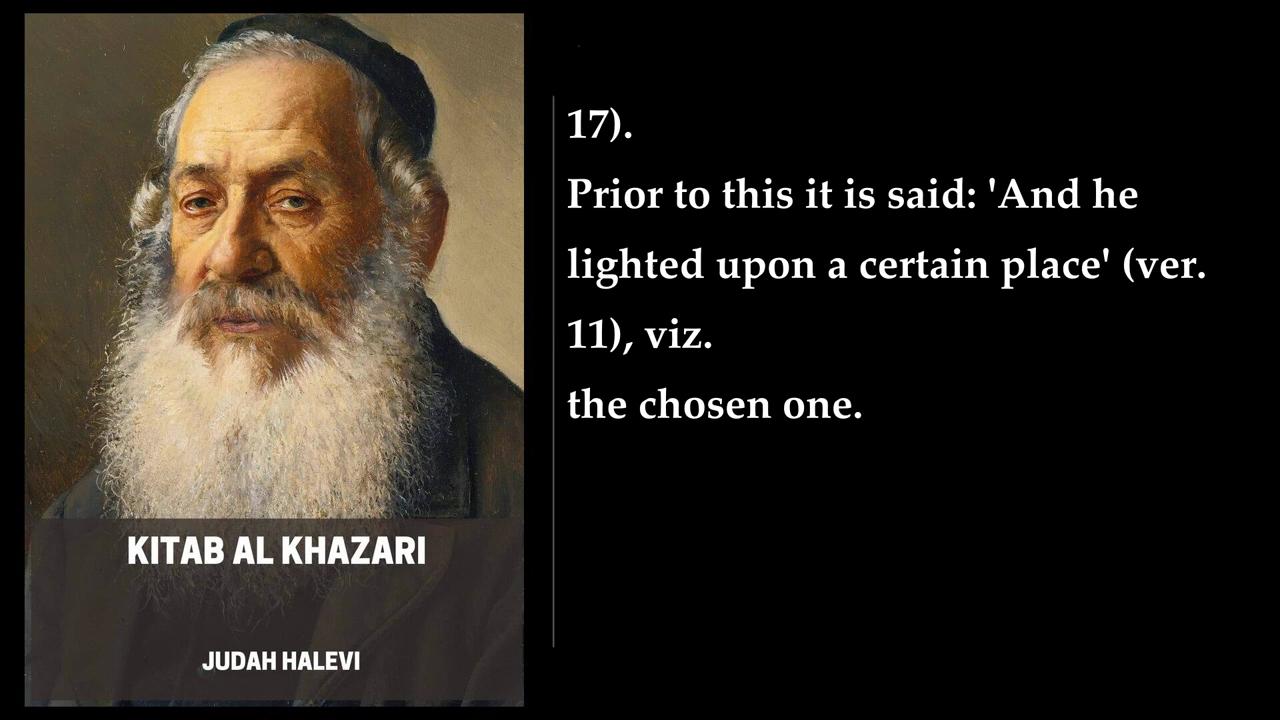 KITAB AL KHAZARI
JUDAH HALEVI
17).
Prior to this it is said: 'And he
lighted upon a certain place' (ver.
11), viz.
the chosen one.